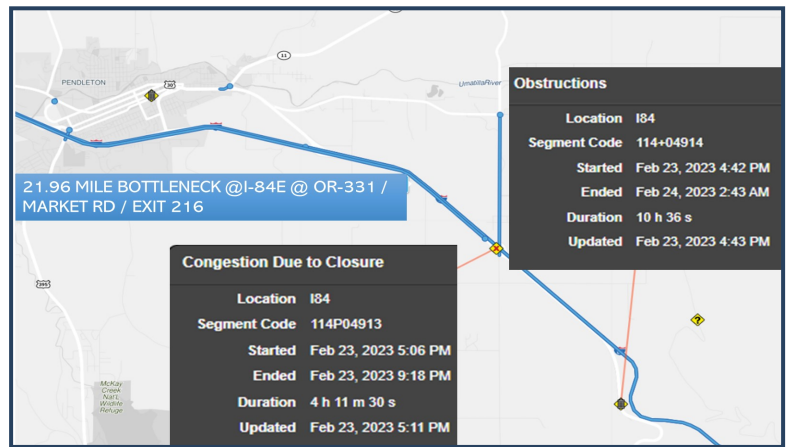 11
PENDLETON
30
UmatillaRiver
Obstructions
Location I84
Segment Code 114+04914
Started Feb 23, 2023 4:42 PM
Ended Feb 24, 2023 2:43 AM
Duration 10 h 36 s
Updated Feb 23, 2023 4:43 PM
21.96 MILE BOTTLENECK @I-84E @ OR-331 /
MARKET RD / EXIT 216
Congestion Due to Closure
Location I84
Segment Code 114P04913
Started Feb 23, 2023 5:06 PM
Ended Feb 23, 2023 9:18 PM
Duration 4 h 11 m 30 s
Updated Feb 23, 2023 5:11 PM
395
?
McKay
Creek
Nat'l
Wildlife
Refuge